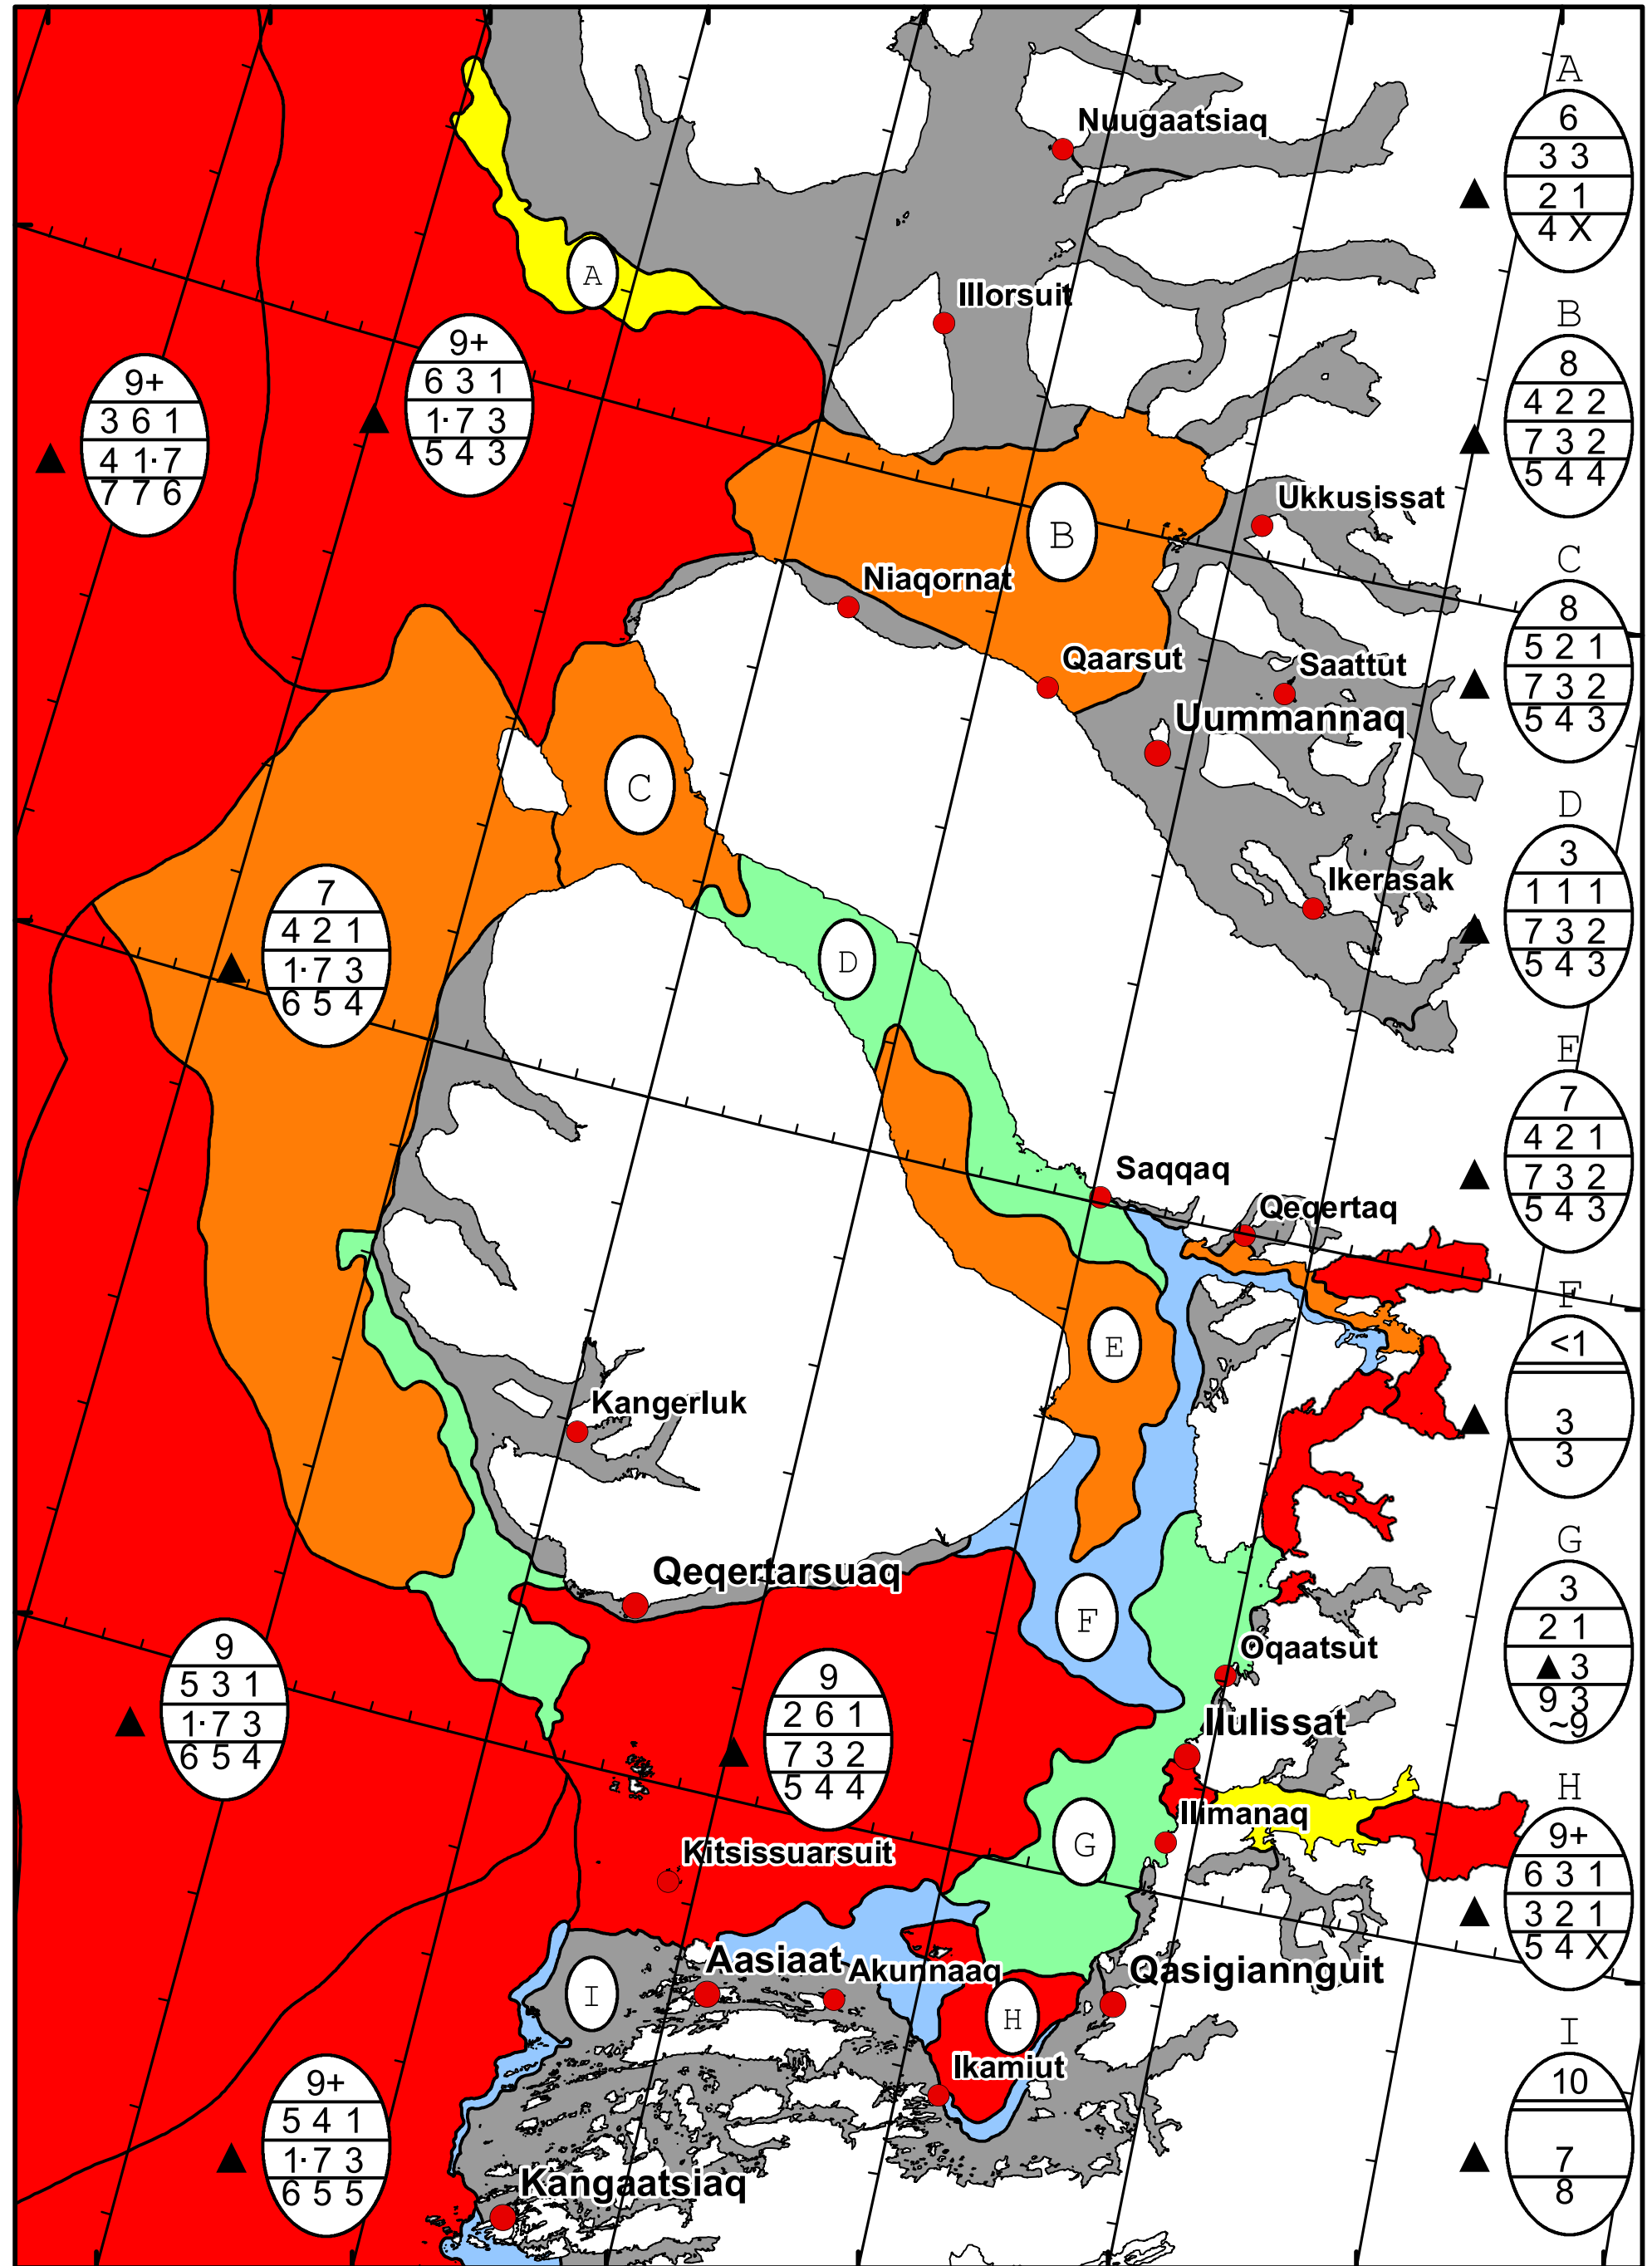 A
6
3 3
2 1
4 X
Nuugaatsiaq
A
Illorsuit
B
8
4 2 2
7 3 2
5 4 4
9+
6 3 1
1· 7 3
5 4 3
9+
3 6 1
4 1· 7
7 7 6
Ukkusissat
B
C
8
5 2 1
7 3 2
5 4 3
Niaqornat
Qaarsut
Saattut
Uummannaq
C
D
3
1 1 1
7 3 2
5 4 3
Ikerasak
7
4 2 1
1· 7 3
6 5 4
D
E
7
4 2 1
7 3 2
5 4 3
Saqqaq
Qeqertaq
F
<1
3
3
E
Kangerluk
G
3
2 1
▲ 3
9 3
~9
Qeqertarsuaq
F
Oqaatsut
9
5 3 1
1· 7 3
6 5 4
9
2 6 1
7 3 2
5 4 4
Ilulissat
H
9+
6 3 1
3 2 1
5 4 X
Ilimanaq
G
Kitsissuarsuit
Aasiaat
Akunnaaq
Qasigiannguit
I
H
I
10
7
8
Ikamiut
9+
5 4 1
1· 7 3
6 5 5
Kangaatsiaq